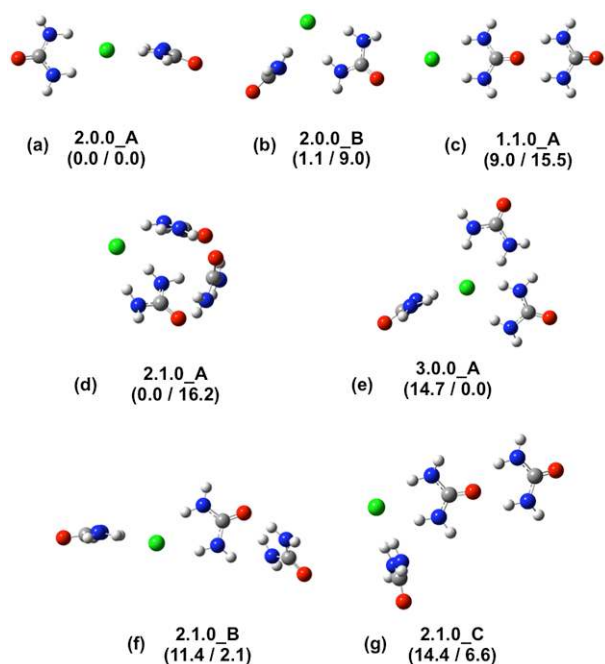 (a) 2.0.0_A
(0.0 / 0.0)
(b) 2.0.0_B
(1.1 / 9.0)
(c) 1.1.0_A
(9.0 / 15.5)
(d) 2.1.0_A
(0.0 / 16.2)
(e) 3.0.0_A
(14.7 / 0.0)
(f) 2.1.0_B
(11.4 / 2.1)
(g) 2.1.0_C
(14.4 / 6.6)